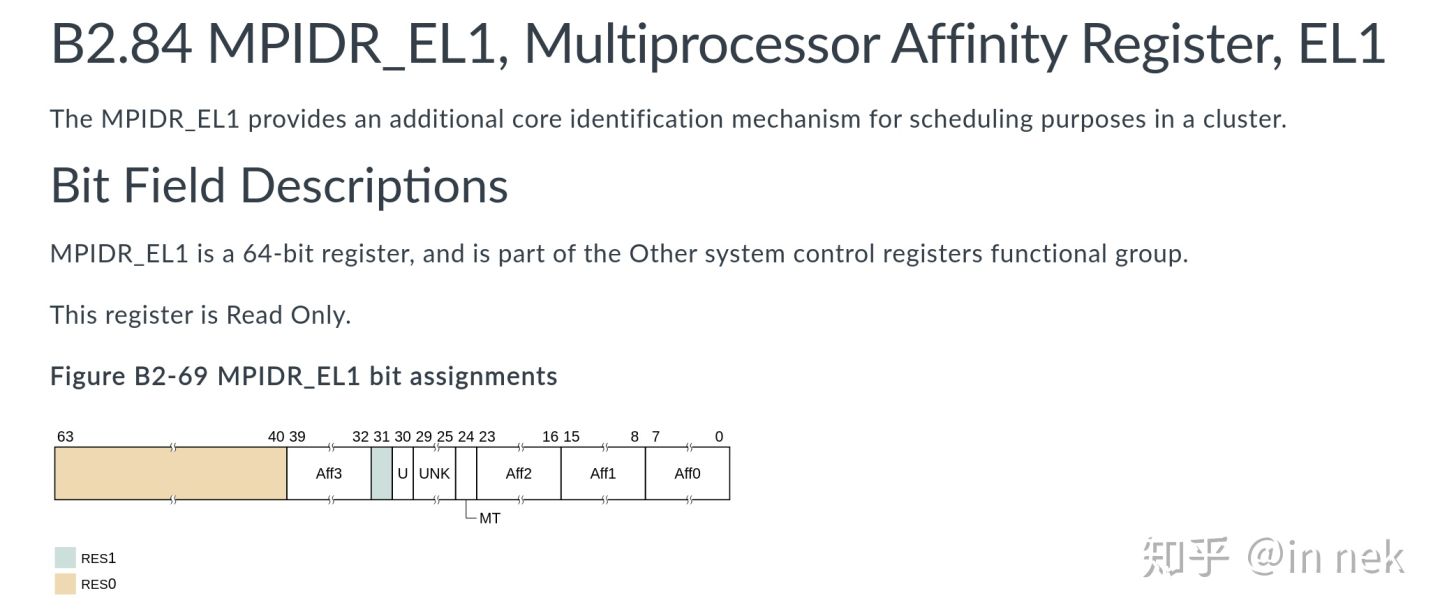 B2.84 MPIDR_EL1, Multiprocessor Affinity Register, EL1
The MPIDR_EL1 provides an additional core identification mechanism for scheduling purposes in a cluster.
Bit Field Descriptions
MPIDR_EL1 is a 64-bit register, and is part of the Other system control registers functional group.
This register is Read Only.
Figure B2-69 MPIDR_EL1 bit assignments
63 40 39 32 31 30 29 25 24 23 16 15 8 7 0
Aff3 U UNK Aff2 Aff1 Aff0
MT
RES1
RES0
知乎 @in nek